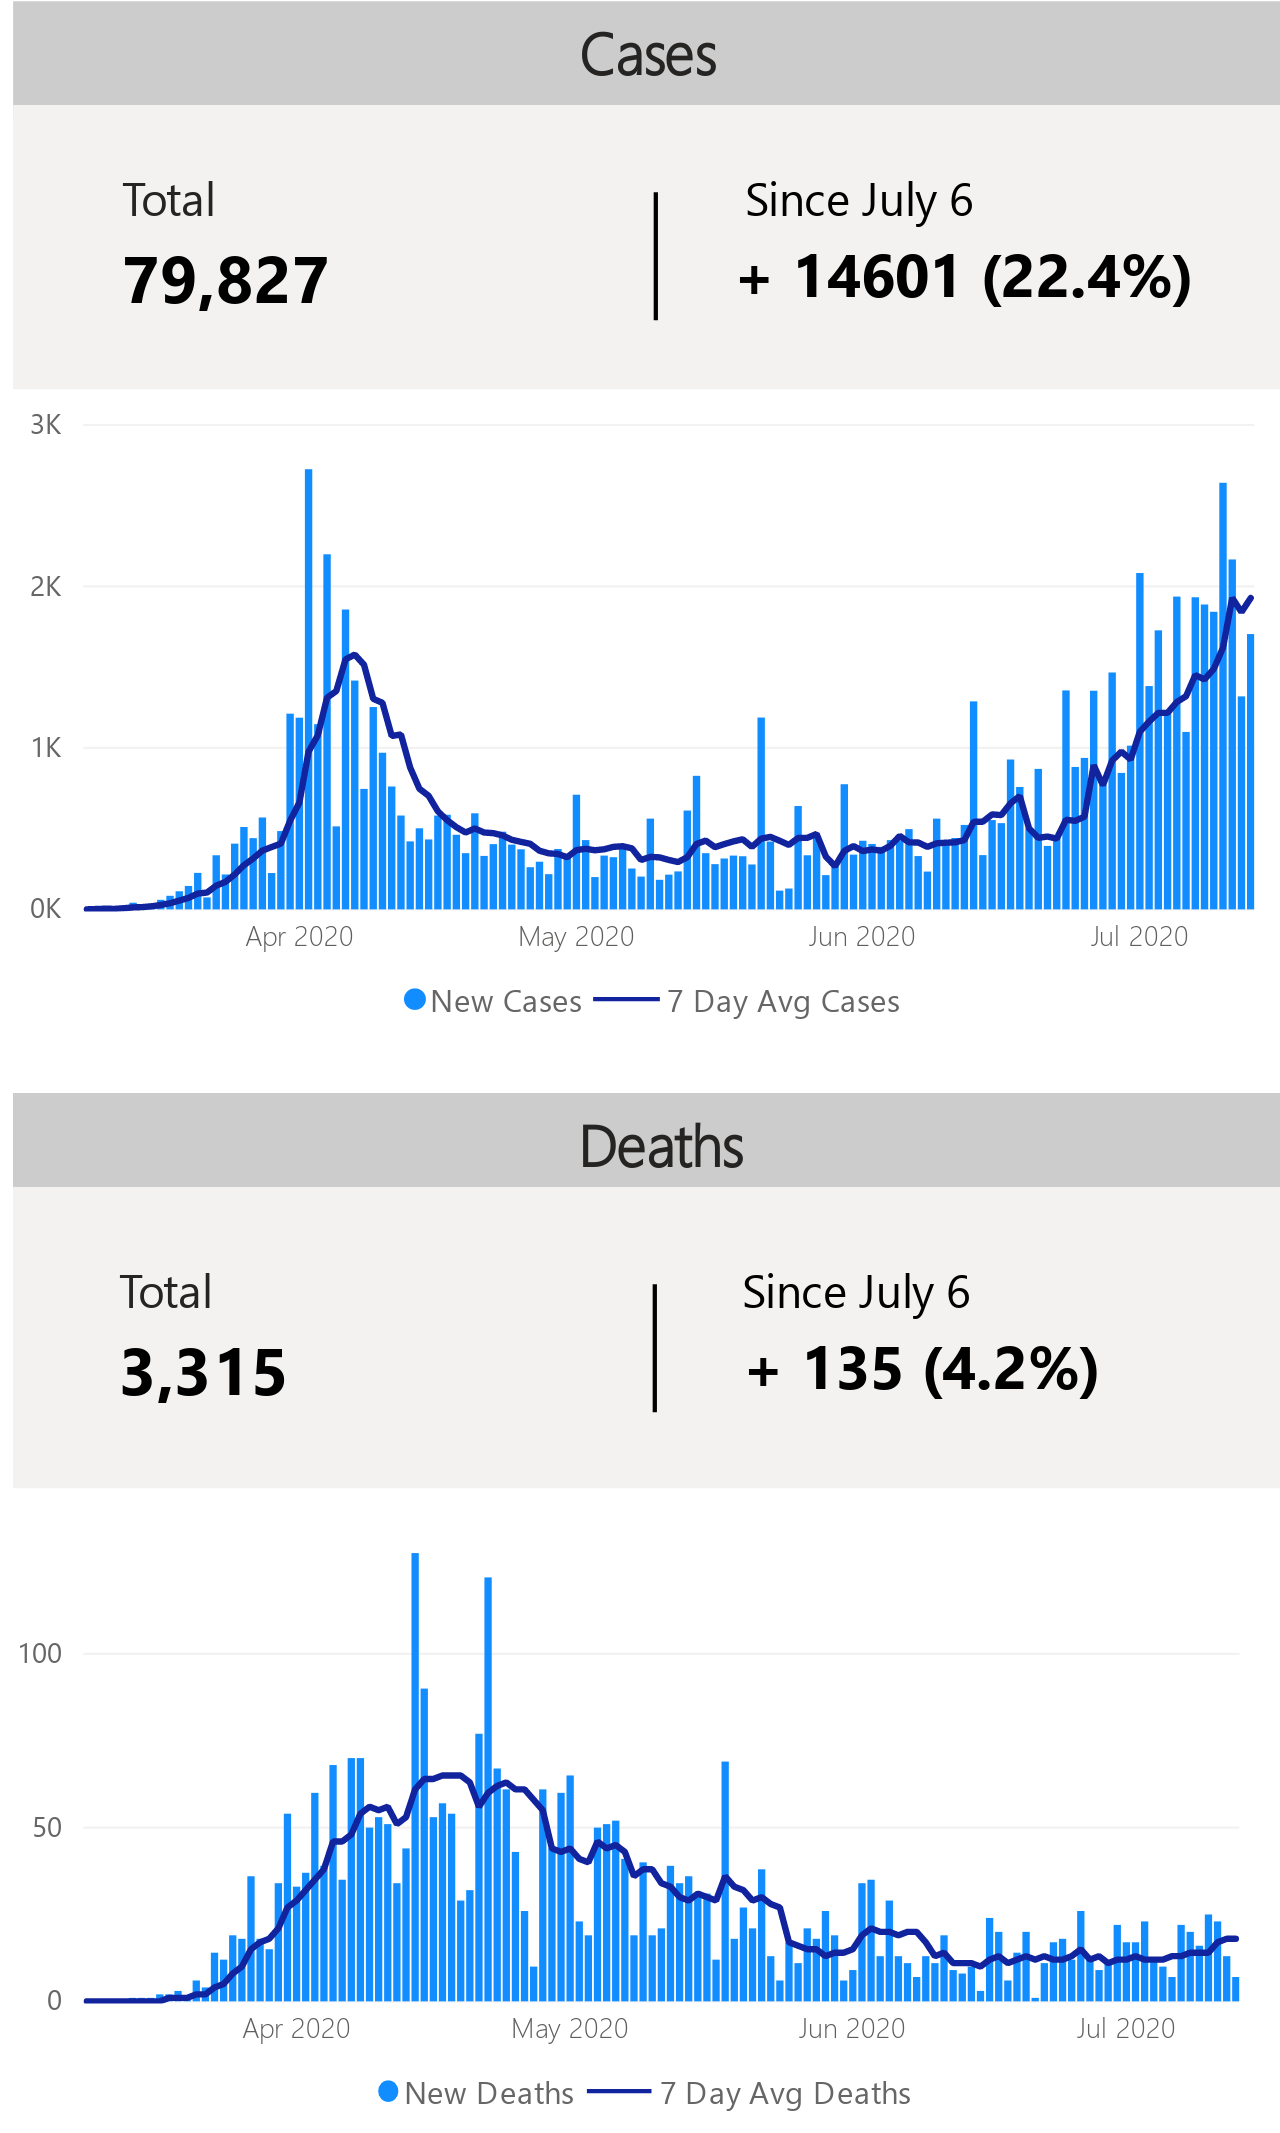 Cases
Total
Since July 6
79,827
+ 14601 (22.4%)
3K
2K
1K
0K
Apr 2020
May 2020
Jun 2020
Jul 2020
New Cases
7 Day Avg Cases
Deaths
Total
Since July 6
3,315
+ 135 (4.2%)
100
50
0
Apr 2020
May 2020
Jun 2020
Jul 2020
New Deaths
7 Day Avg Deaths